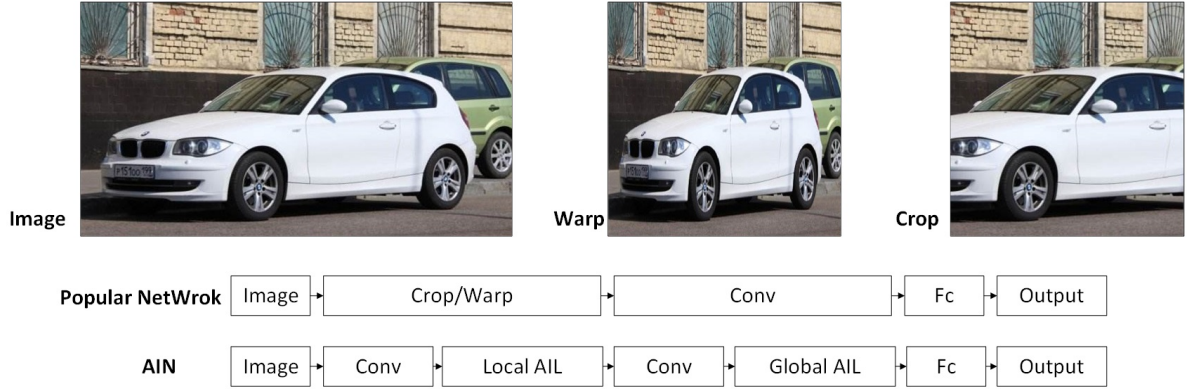 Image
Warp
Crop
Popular NetWrok Image Crop/Warp Conv Fc Output
AIN Image Conv Local AIL Conv Global AIL Fc Output